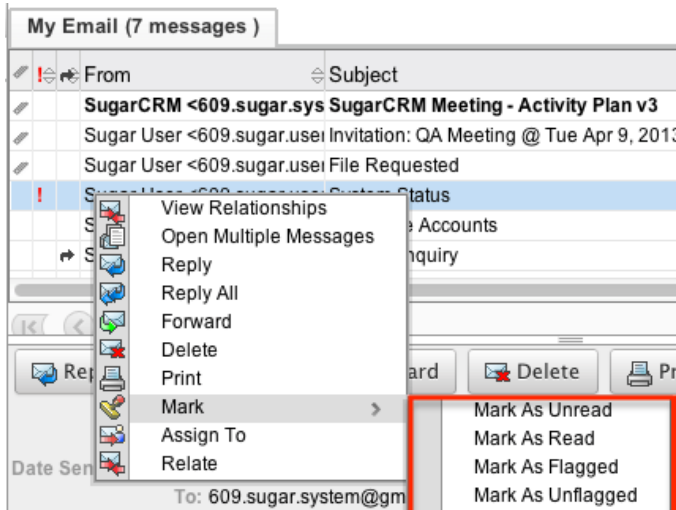 My Email (7 messages )
! From Subject
SugarCRM <609.sugar.sys SugarCRM Meeting - Activity Plan v3
Sugar User <609.sugar.user Invitation: QA Meeting @ Tue Apr 9, 2013
Sugar User <609.sugar.user File Requested
! Status
View Relationships
Accounts
Open Multiple Messages
nquiry
Reply
Reply All
Forward
Delete
Print
Rep ard Delete Pr
Mark >
Mark As Unread
Assign To
Mark As Read
Date Sen
Relate
Mark As Flagged
To: 609.sugar.system@gm
Mark As Unflagged